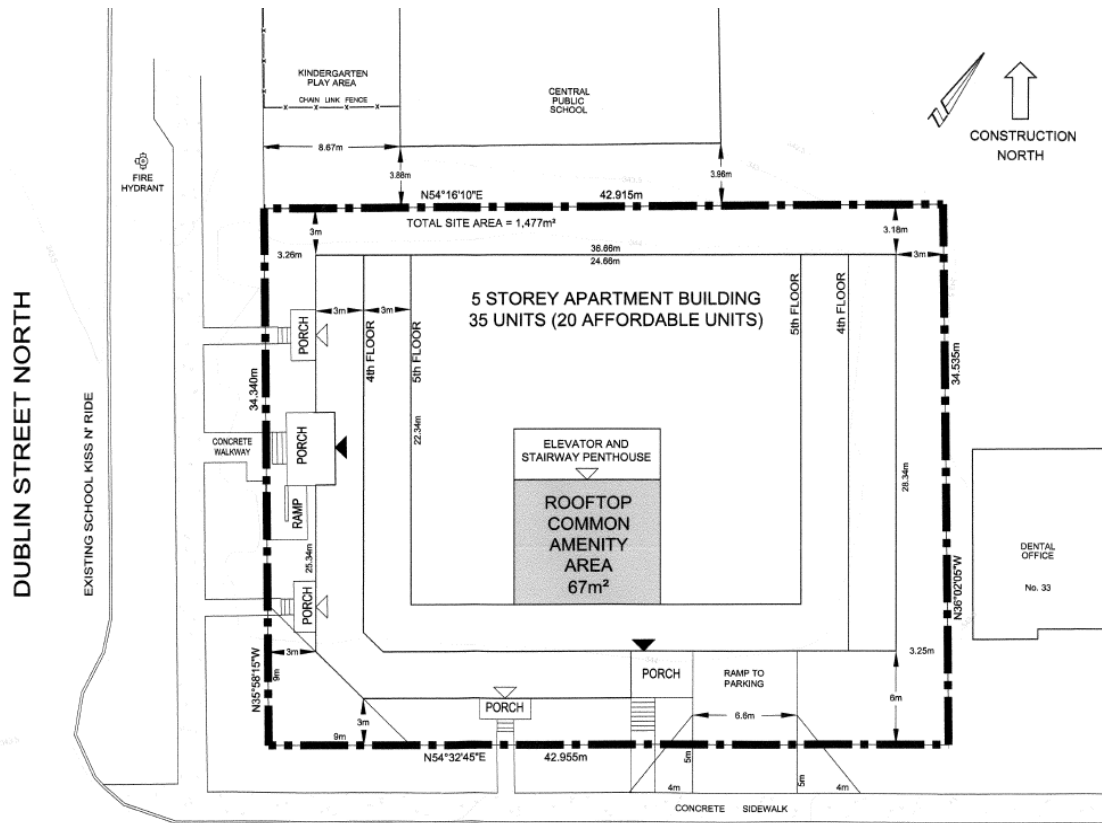 KINDERGARTEN
PLAY AREA
CHAIN LINK FENCE
CENTRAL
PUBLIC
SCHOOL
CONSTRUCTION
NORTH
FIRE
HYDRANT
8.67m
3.86m
3.96m
N54°16'10"E
42.915m
TOTAL SITE AREA = 1,477m²
3m
3.18m
3.26m
36.66m
24.66m
3m
5 STOREY APARTMENT BUILDING
35 UNITS (20 AFFORDABLE UNITS)
3m
3m
4th FLOOR
5th FLOOR
5th FLOOR
4th FLOOR
PORCH
34.340m
34.535m
22.34m
28.34m
DUBLIN STREET NORTH
EXISTING SCHOOL KISS N' RIDE
CONCRETE
WALKWAY
PORCH
ELEVATOR AND
STAIRWAY PENTHOUSE
ROOFTOP
COMMON
AMENITY
AREA
67m²
RAMP
25.34m
DENTAL
OFFICE
No. 33
N36°02'05"W
PORCH
3m
9m
N35°58'15"W
3.25m
PORCH
RAMP TO
PARKING
6m
PORCH
3m
6.6m
9m
N54°32'45"E
42.955m
5m
5m
4m
4m
CONCRETE SIDEWALK